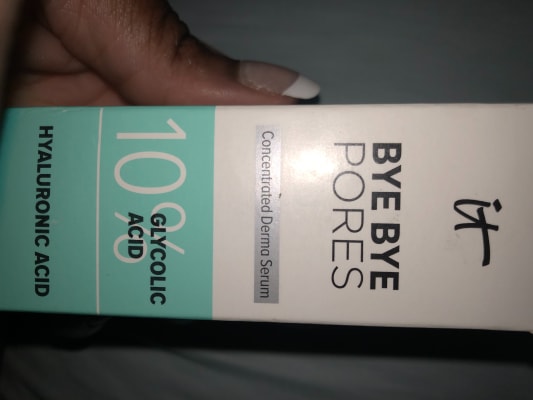 it
BYE BYE
PORES
Concentrated Derma Serum
10%
GLYCOLIC
ACID
HYALURONIC ACID